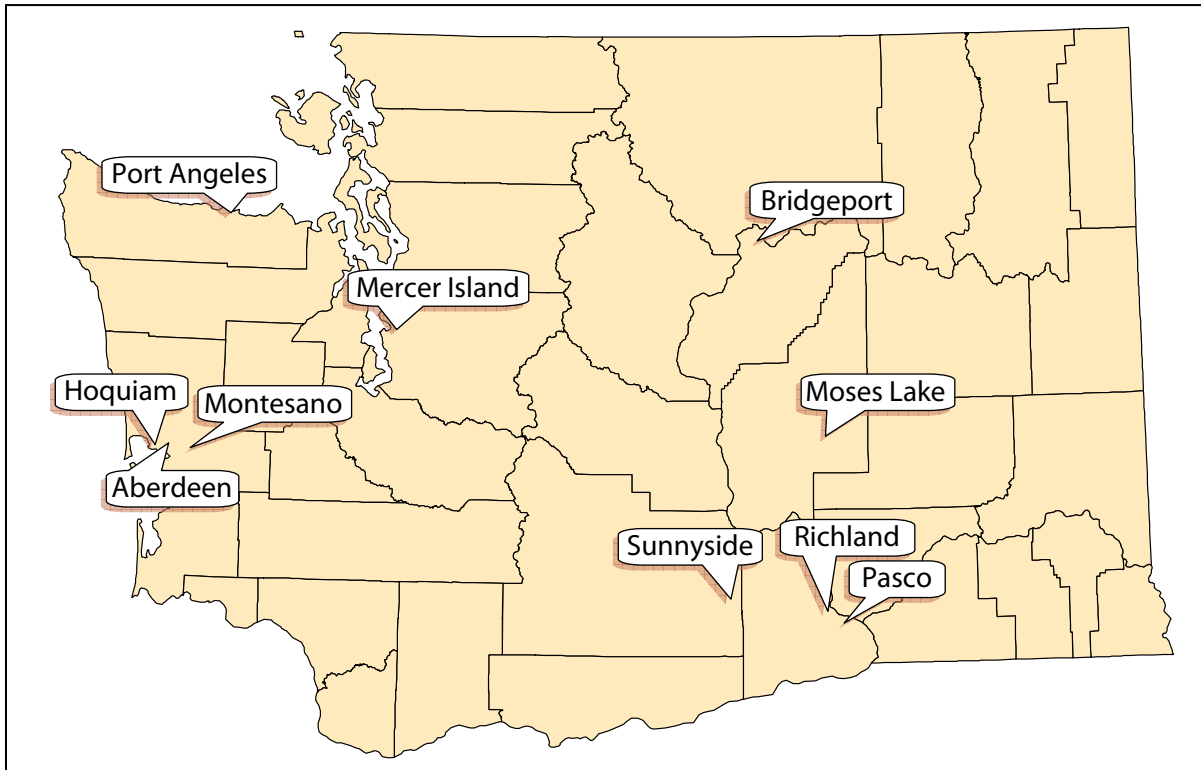 Port Angeles
Bridgeport
Mercer Island
Hoquiam
Montesano
Moses Lake
Aberdeen
Sunnyside
Richland
Pasco